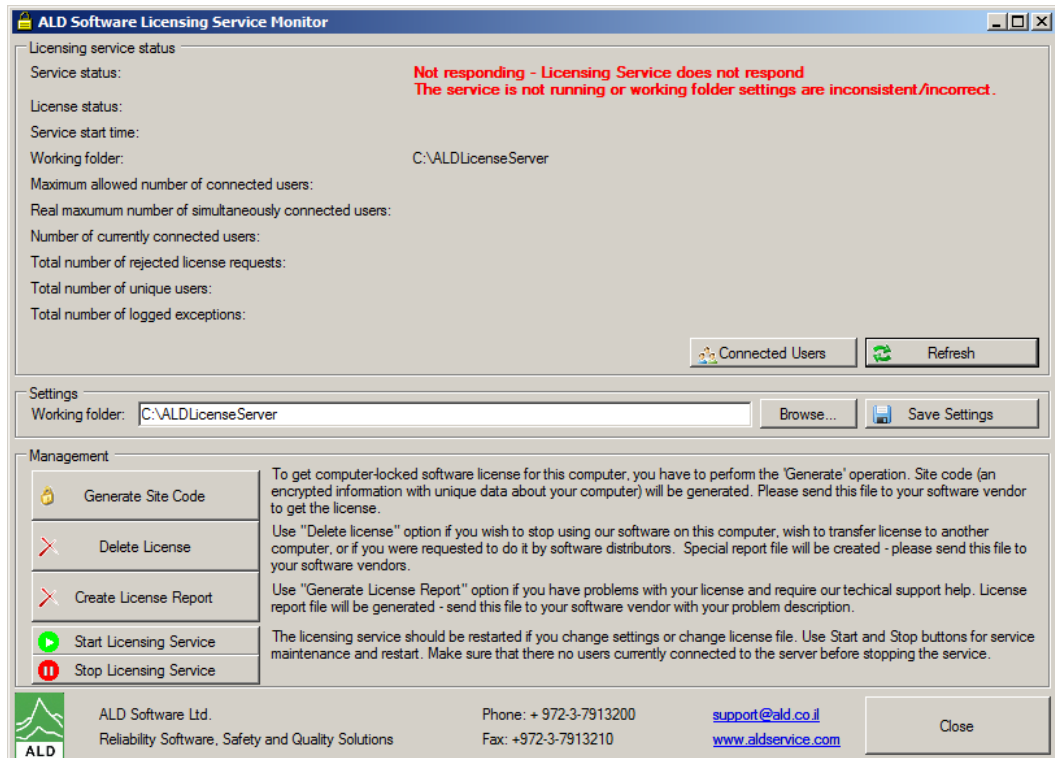 ALD Software Licensing Service Monitor
Licensing service status
Service status:
Not responding - Licensing Service does not respond
The service is not running or working folder settings are inconsistent/incorrect.
License status:
Service start time:
Working folder:
C:\ALDLicenseServer
Maximum allowed number of connected users:
Real maxumum number of simultaneously connected users:
Number of currently connected users:
Total number of rejected license requests:
Total number of unique users:
Total number of logged exceptions:
Connected Users
Refresh
Settings
Working folder:
C:\ALDLicenseServer
Browse...
Save Settings
Management
Generate Site Code
To get computer-locked software license for this computer, you have to perform the 'Generate' operation. Site code (an
encrypted information with unique data about your computer) will be generated. Please send this file to your software vendor
to get the license.
Delete License
Use "Delete license" option if you wish to stop using our software on this computer, wish to transfer license to another
computer, or if you were requested to do it by software distributors.  Special report file will be created - please send this file to
your software vendors.
Create License Report
Use "Generate License Report" option if you have problems with your license and require our techical support help. License
report file will be generated - send this file to your software vendor with your problem description.
Start Licensing Service
Stop Licensing Service
The licensing service should be restarted if you change settings or change license file. Use Start and Stop buttons for service
maintenance and restart. Make sure that there no users currently connected to the server before stopping the service.
ALD
ALD Software Ltd.
Reliability Software, Safety and Quality Solutions
Phone: + 972-3-7913200
Fax: +972-3-7913210
support@ald.co.il
www.aldservice.com
Close